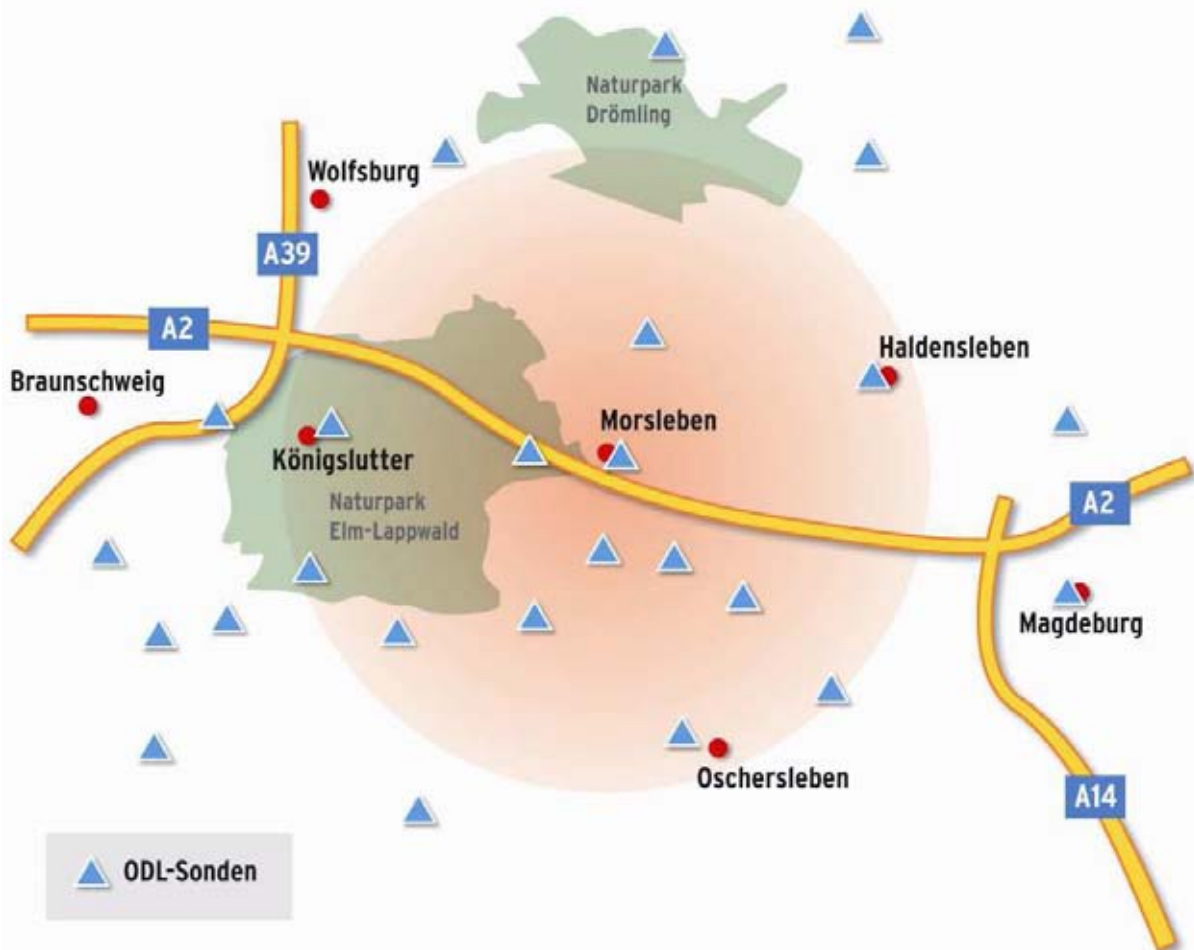 Naturpark
Drömling
Wolfsburg
A39
A2
Haldensleben
Braunschweig
Morsleben
Königslutter
Naturpark
Elm-Lappwald
A2
Magdeburg
Oschersleben
A14
ODL-Sonden